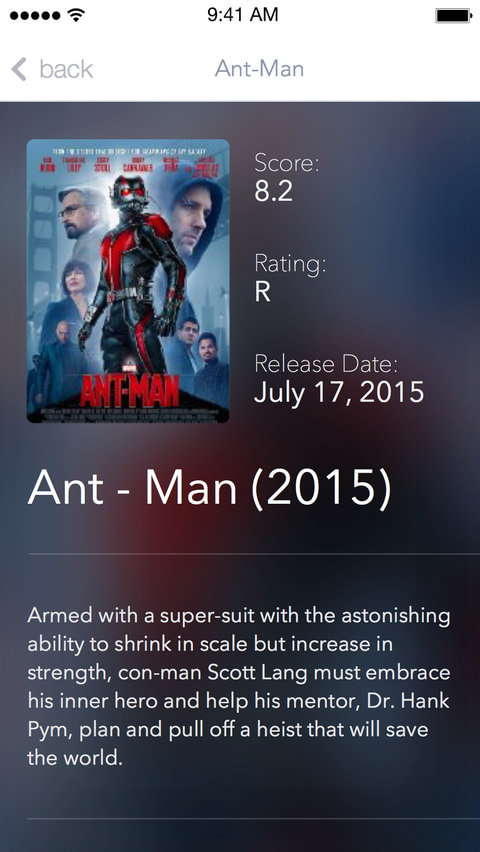 9:41 AM
back
Ant-Man
Score:
8.2
Rating:
R
Release Date:
July 17, 2015
ANT-MAN
Ant - Man (2015)
Armed with a super-suit with the astonishing
ability to shrink in scale but increase in
strength, con-man Scott Lang must embrace
his inner hero and help his mentor, Dr. Hank
Pym, plan and pull off a heist that will save
the world.